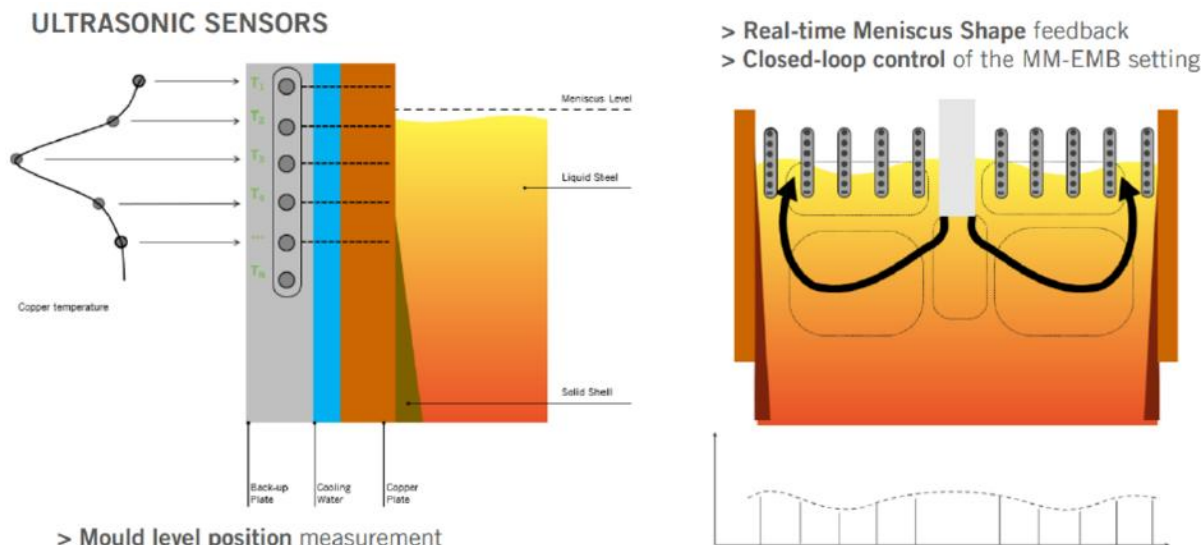 ULTRASONIC SENSORS
T1
T2
T3
T4
...
TN
Copper temperature
Meniscus Level
Liquid Steel
Solid Shell
Back-up
Plate
Cooling
Water
Copper
Plate
> Mould level position measurement
> Real-time Meniscus Shape feedback
> Closed-loop control of the MM-EMB setting